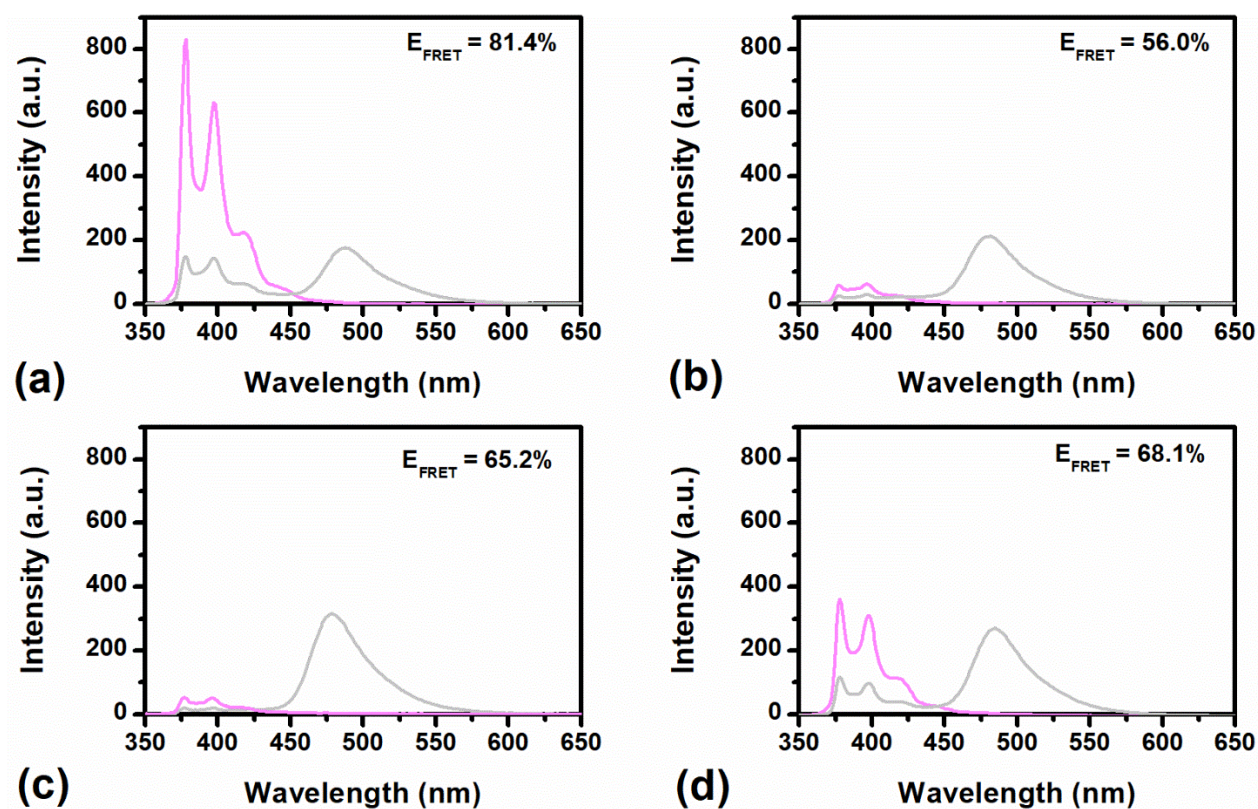 E_FRET = 81.4%
800
600
400
200
0
Intensity (a.u.)
350 400 450 500 550 600 650
Wavelength (nm)
(a)
E_FRET = 56.0%
800
600
400
200
0
Intensity (a.u.)
350 400 450 500 550 600 650
Wavelength (nm)
(b)
E_FRET = 65.2%
800
600
400
200
0
Intensity (a.u.)
350 400 450 500 550 600 650
Wavelength (nm)
(c)
E_FRET = 68.1%
800
600
400
200
0
Intensity (a.u.)
350 400 450 500 550 600 650
Wavelength (nm)
(d)